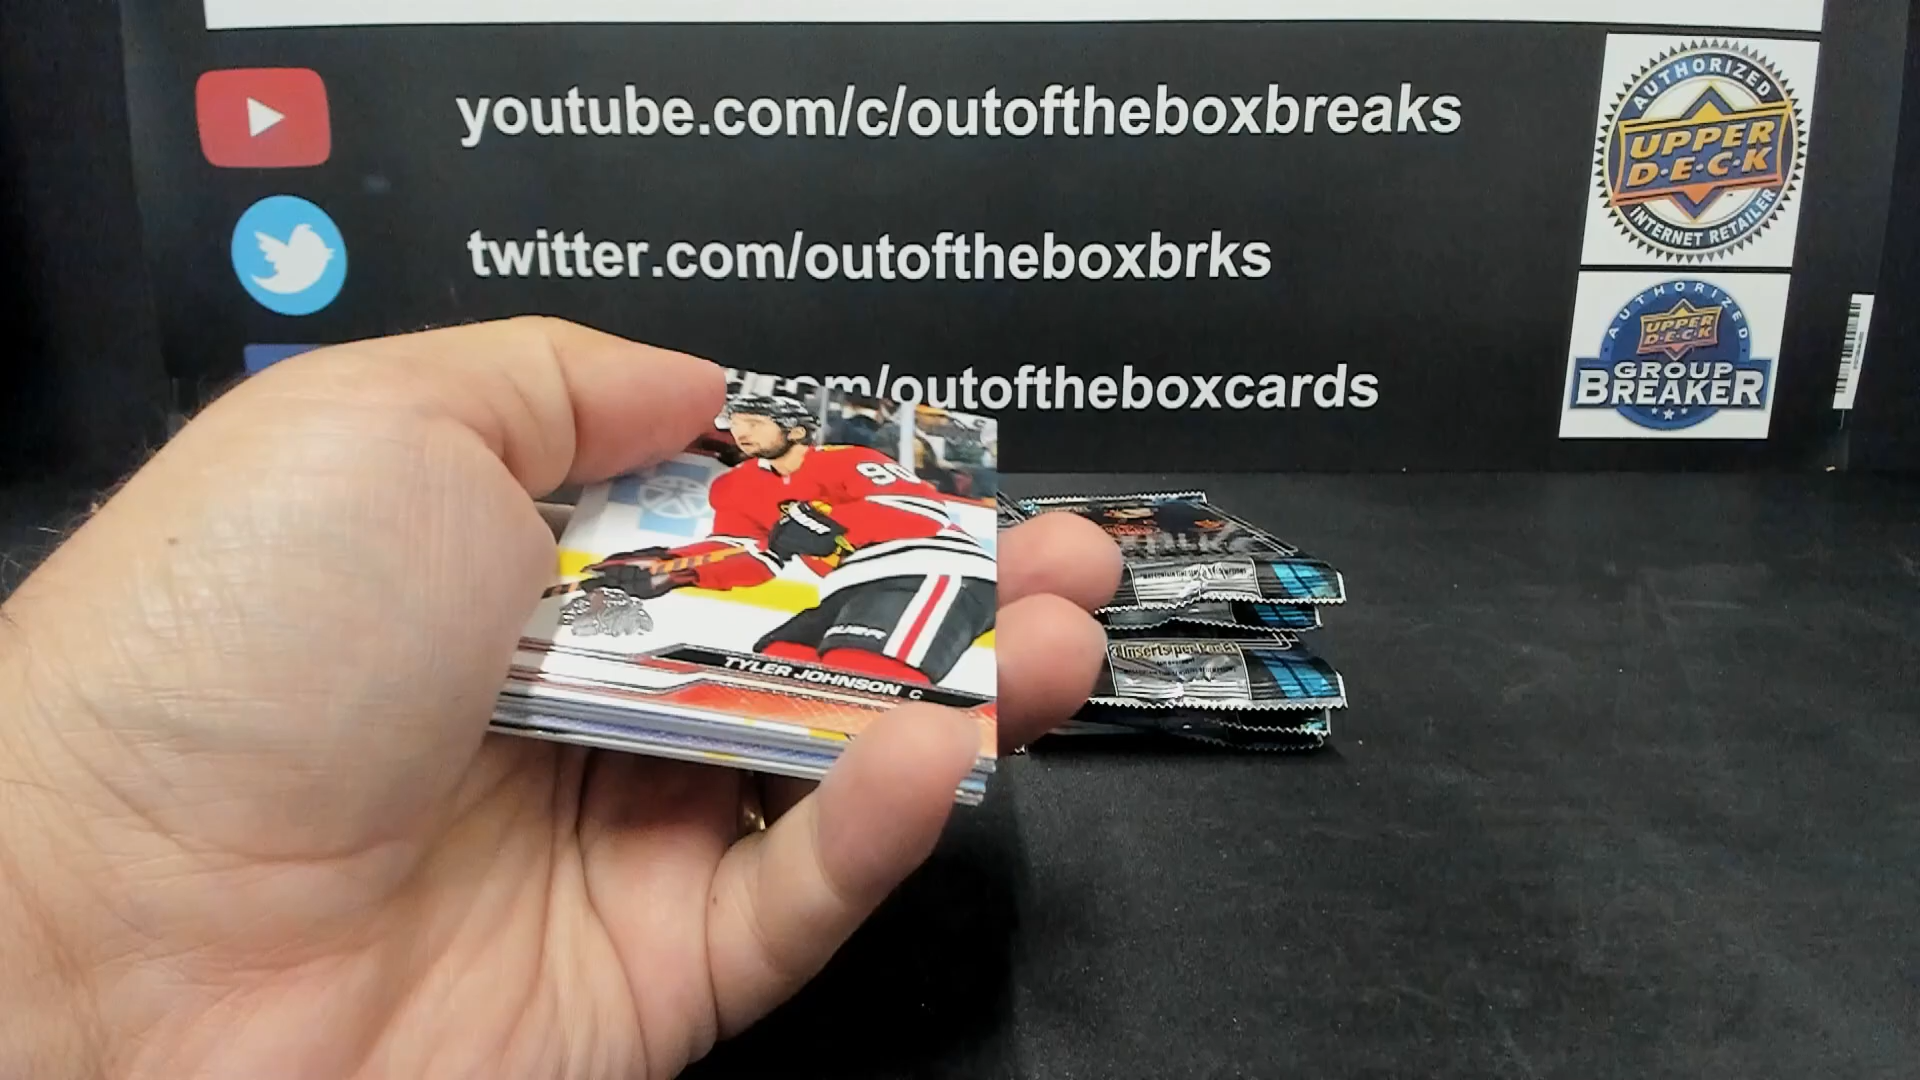 youtube.com/c/outoftheboxbreaks
AUTHORIZED
UPPER
D·E·C·K
INTERNET RETAILER
twitter.com/outoftheboxbrks
AUTHORIZED
UPPER
D·E·C·K
GROUP
BREAKER
.com/outoftheboxcards
90
BAUER
TYLER JOHNSON C
3 Inserts per Pack!